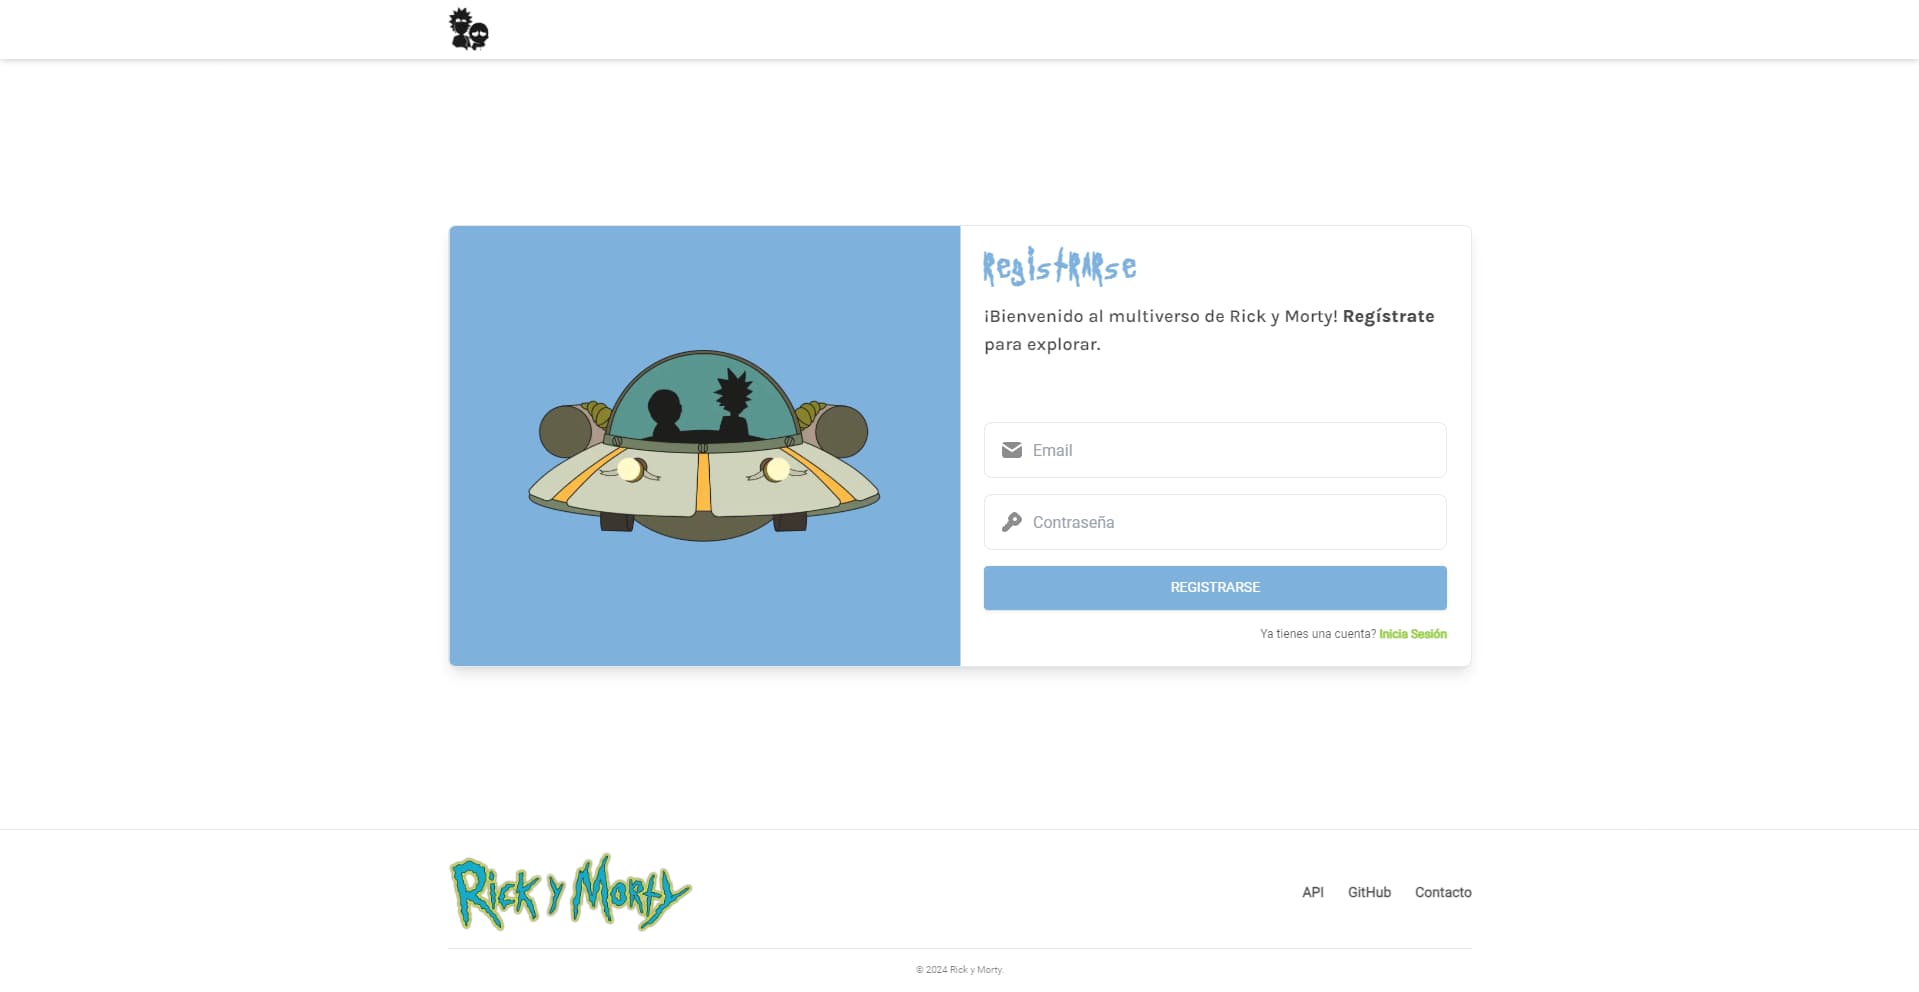 RegistRARse
¡Bienvenido al multiverso de Rick y Morty! Regístrate
para explorar.
Email
Contraseña
REGISTRARSE
Ya tienes una cuenta? Inicia Sesión
Rick y Morty
API GitHub Contacto
© 2024 Rick y Morty.